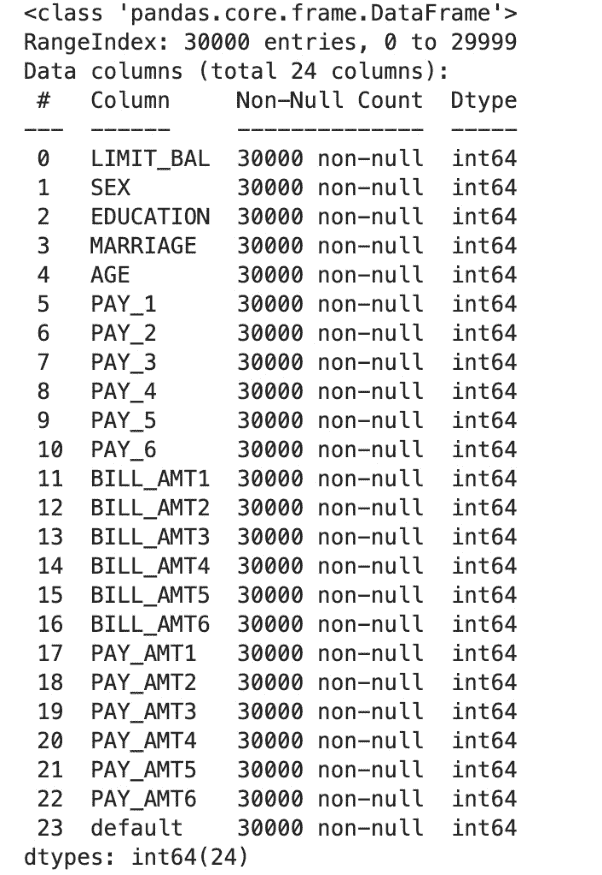 <class 'pandas.core.frame.DataFrame'>
RangeIndex: 30000 entries, 0 to 29999
Data columns (total 24 columns):
 #   Column     Non-Null Count  Dtype
---  ------     --------------  -----
 0   LIMIT_BAL  30000 non-null  int64
 1   SEX        30000 non-null  int64
 2   EDUCATION  30000 non-null  int64
 3   MARRIAGE   30000 non-null  int64
 4   AGE        30000 non-null  int64
 5   PAY_1      30000 non-null  int64
 6   PAY_2      30000 non-null  int64
 7   PAY_3      30000 non-null  int64
 8   PAY_4      30000 non-null  int64
 9   PAY_5      30000 non-null  int64
 10  PAY_6      30000 non-null  int64
 11  BILL_AMT1  30000 non-null  int64
 12  BILL_AMT2  30000 non-null  int64
 13  BILL_AMT3  30000 non-null  int64
 14  BILL_AMT4  30000 non-null  int64
 15  BILL_AMT5  30000 non-null  int64
 16  BILL_AMT6  30000 non-null  int64
 17  PAY_AMT1   30000 non-null  int64
 18  PAY_AMT2   30000 non-null  int64
 19  PAY_AMT3   30000 non-null  int64
 20  PAY_AMT4   30000 non-null  int64
 21  PAY_AMT5   30000 non-null  int64
 22  PAY_AMT6   30000 non-null  int64
 23  default    30000 non-null  int64
dtypes: int64(24)